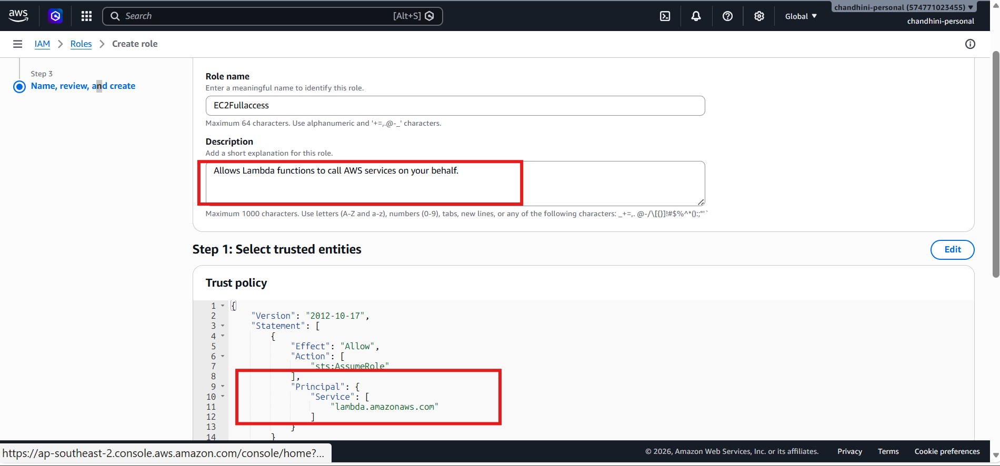 aws
Search
[Alt+S]
Global
chandhini-personal (574771023455)
chandhini-personal
IAM
Roles
Create role
Step 3
Name, review, and create
Role name
Enter a meaningful name to identify this role.
EC2Fullaccess
Maximum 64 characters. Use alphanumeric and '+=,.@-_' characters.
Description
Add a short explanation for this role.
Allows Lambda functions to call AWS services on your behalf.
Maximum 1000 characters. Use letters (A-Z and a-z), numbers (0-9), tabs, new lines, or any of the following characters: _+=,. @-/\[{}]!#$%^*();:"'`
Step 1: Select trusted entities
Edit
Trust policy
1 {
2 "Version": "2012-10-17",
3 "Statement": [
4 {
5 "Effect": "Allow",
6 "Action": [
7 "sts:AssumeRole"
8 ],
9 "Principal": {
10 "Service": [
11 "lambda.amazonaws.com"
12 ]
13 }
14 }
https://ap-southeast-2.console.aws.amazon.com/console/home?...
© 2026, Amazon Web Services, Inc. or its affiliates.
Privacy
Terms
Cookie preferences